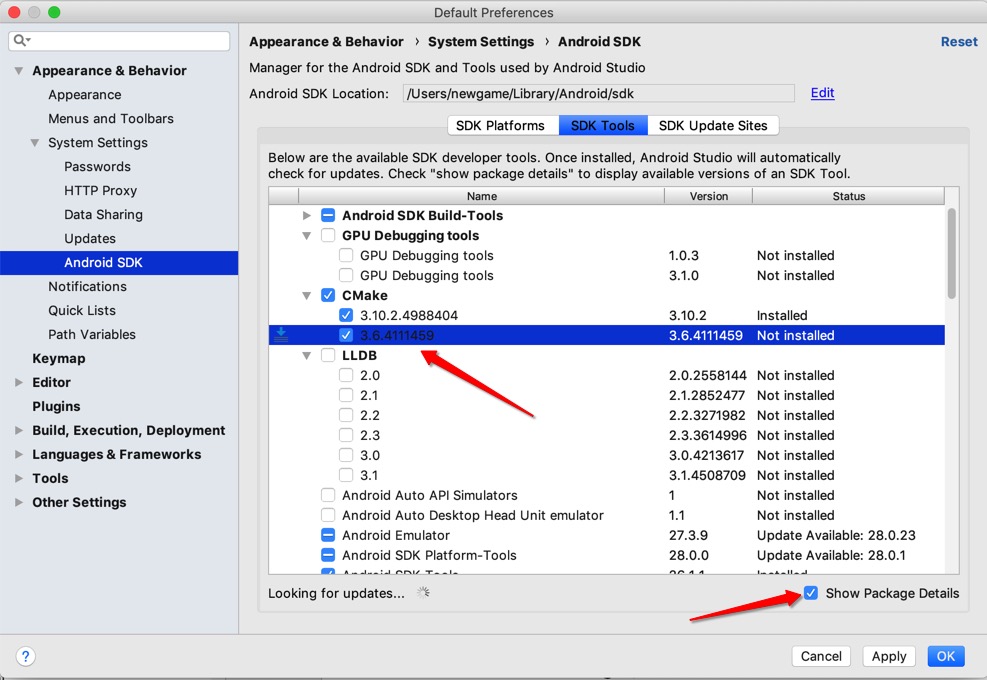 Default Preferences
Appearance & Behavior › System Settings › Android SDK
Reset
Manager for the Android SDK and Tools used by Android Studio
Android SDK Location: /Users/newgame/Library/Android/sdk Edit
Appearance & Behavior
Appearance
Menus and Toolbars
System Settings
Passwords
HTTP Proxy
Data Sharing
Updates
Android SDK
Notifications
Quick Lists
Path Variables
Keymap
Editor
Plugins
Build, Execution, Deployment
Languages & Frameworks
Tools
Other Settings
SDK Platforms SDK Tools SDK Update Sites
Below are the available SDK developer tools. Once installed, Android Studio will automatically
check for updates. Check "show package details" to display available versions of an SDK Tool.
Name Version Status
Android SDK Build-Tools
GPU Debugging tools
GPU Debugging tools 1.0.3 Not installed
GPU Debugging tools 3.1.0 Not installed
CMake
3.10.2.4988404 3.10.2 Installed
3.6.4111459 3.6.4111459 Not installed
LLDB
2.0 2.0.2558144 Not installed
2.1 2.1.2852477 Not installed
2.2 2.2.3271982 Not installed
2.3 2.3.3614996 Not installed
3.0 3.0.4213617 Not installed
3.1 3.1.4508709 Not installed
Android Auto API Simulators 1 Not installed
Android Auto Desktop Head Unit emulator 1.1 Not installed
Android Emulator 27.3.9 Update Available: 28.0.23
Android SDK Platform-Tools 28.0.0 Update Available: 28.0.1
Android SDK Tools 26.1.1 Installed
Looking for updates... Show Package Details
? Cancel Apply OK